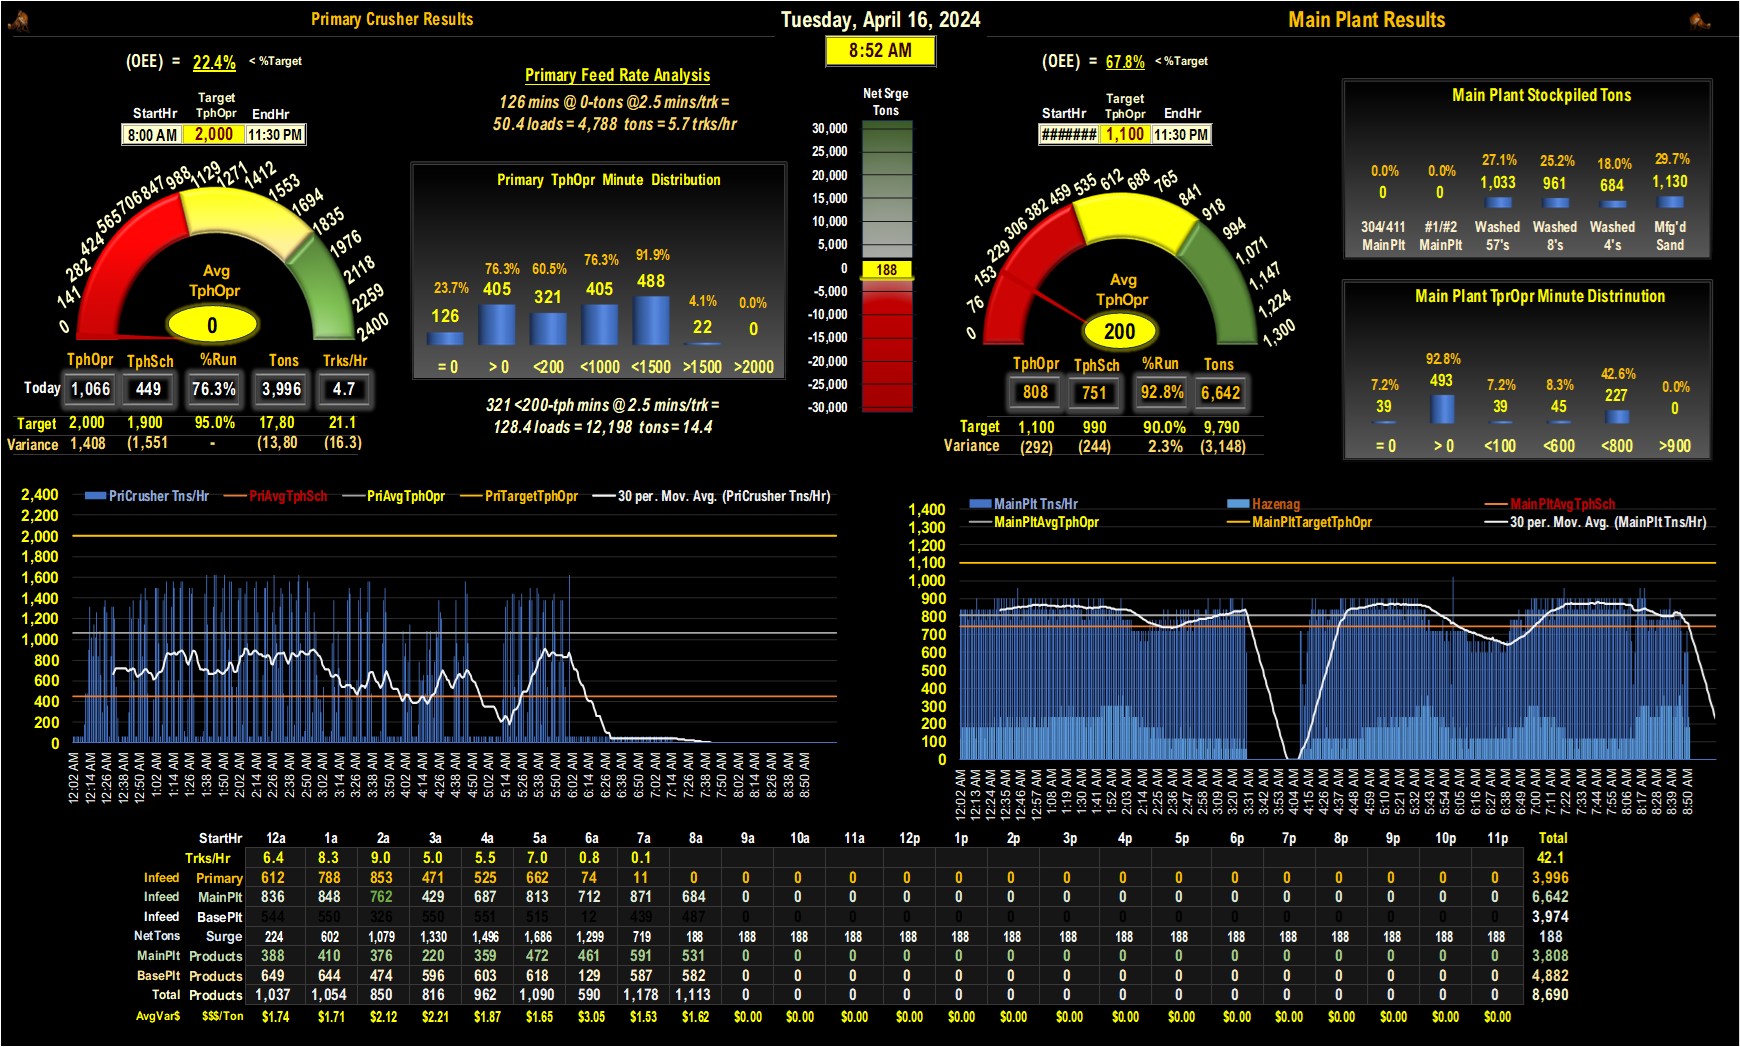 Primary Crusher Results
Tuesday, April 16, 2024
Main Plant Results
8:52 AM
(OEE) = 22.4% < %Target
Target
StartHr TphOpr EndHr
8:00 AM 2,000 11:30 PM
0 141 282 424 565 706 847 988 1129 1271 1412 1553 1694 1835 1976 2118 2259 2400
Avg
TphOpr
0
TphOpr TphSch %Run Tons Trks/Hr
Today 1,066 449 76.3% 3,996 4.7
Target 2,000 1,900 95.0% 17,80 21.1
Variance 1,408 (1,551 - (13,80 (16.3)
Primary Feed Rate Analysis
126 mins @ 0-tons @2.5 mins/trk =
50.4 loads = 4,788 tons = 5.7 trks/hr
Primary TphOpr Minute Distribution
23.7% 76.3% 60.5% 76.3% 91.9% 4.1% 0.0%
126 405 321 405 488 22 0
= 0 > 0 <200 <1000 <1500 >1500 >2000
321 <200-tph mins @ 2.5 mins/trk =
128.4 loads = 12,198 tons = 14.4
Net Srge
Tons
30,000
25,000
20,000
15,000
10,000
5,000
0 188
-5,000
-10,000
-15,000
-20,000
-25,000
-30,000
(OEE) = 67.8% < %Target
Target
StartHr TphOpr EndHr
####### 1,100 11:30 PM
0 76 153 229 306 382 459 535 612 688 765 841 918 994 1,071 1,147 1,224 1,300
Avg
TphOpr
200
TphOpr TphSch %Run Tons
808 751 92.8% 6,642
Target 1,100 990 90.0% 9,790
Variance (292) (244) 2.3% (3,148)
Main Plant Stockpiled Tons
0.0% 0.0% 27.1% 25.2% 18.0% 29.7%
0 0 1,033 961 684 1,130
304/411 #1/#2 Washed Washed Washed Mfg'd
MainPlt MainPlt 57's 8's 4's Sand
Main Plant TprOpr Minute Distrinution
7.2% 92.8% 7.2% 8.3% 42.6% 0.0%
39 493 39 45 227 0
= 0 > 0 <100 <600 <800 >900
PriCrusher Tns/Hr PriAvgTphSch PriAvgTphOpr PriTargetTphOpr 30 per. Mov. Avg. (PriCrusher Tns/Hr)
2,400
2,200
2,000
1,800
1,600
1,400
1,200
1,000
800
600
400
200
0
12:02 AM 12:14 AM 12:26 AM 12:38 AM 12:50 AM 1:02 AM 1:14 AM 1:26 AM 1:38 AM 1:50 AM 2:02 AM 2:14 AM 2:26 AM 2:38 AM 2:50 AM 3:02 AM 3:14 AM 3:26 AM 3:38 AM 3:50 AM 4:02 AM 4:14 AM 4:26 AM 4:38 AM 4:50 AM 5:02 AM 5:14 AM 5:26 AM 5:38 AM 5:50 AM 6:02 AM 6:14 AM 6:26 AM 6:38 AM 6:50 AM 7:02 AM 7:14 AM 7:26 AM 7:38 AM 7:50 AM 8:02 AM 8:14 AM 8:26 AM 8:38 AM 8:50 AM
MainPlt Tns/Hr Hazenag MainPltAvgTphSch
MainPltAvgTphOpr MainPltTargetTphOpr 30 per. Mov. Avg. (MainPlt Tns/Hr)
1,400
1,300
1,200
1,100
1,000
900
800
700
600
500
400
300
200
100
0
12:02 AM 12:13 AM 12:24 AM 12:35 AM 12:46 AM 12:57 AM 1:08 AM 1:19 AM 1:30 AM 1:41 AM 1:52 AM 2:03 AM 2:14 AM 2:25 AM 2:36 AM 2:47 AM 2:58 AM 3:09 AM 3:20 AM 3:31 AM 3:42 AM 3:53 AM 4:04 AM 4:15 AM 4:26 AM 4:37 AM 4:48 AM 4:59 AM 5:10 AM 5:21 AM 5:32 AM 5:43 AM 5:54 AM 6:05 AM 6:16 AM 6:27 AM 6:38 AM 6:49 AM 7:00 AM 7:11 AM 7:22 AM 7:33 AM 7:44 AM 7:55 AM 8:06 AM 8:17 AM 8:28 AM 8:39 AM 8:50 AM
StartHr 12a 1a 2a 3a 4a 5a 6a 7a 8a 9a 10a 11a 12p 1p 2p 3p 4p 5p 6p 7p 8p 9p 10p 11p Total
Trks/Hr 6.4 8.3 9.0 5.0 5.5 7.0 0.8 0.1 42.1
Infeed Primary 612 788 853 471 525 662 74 11 0 0 0 0 0 0 0 0 0 0 0 0 0 0 0 0 3,996
Infeed MainPlt 836 848 762 429 687 813 712 871 684 0 0 0 0 0 0 0 0 0 0 0 0 0 0 0 6,642
Infeed BasePlt 544 550 326 550 551 515 12 439 487 0 0 0 0 0 0 0 0 0 0 0 0 0 0 0 3,974
NetTons Surge 224 602 1,079 1,330 1,496 1,686 1,299 719 188 188 188 188 188 188 188 188 188 188 188 188 188 188 188 188 188
MainPlt Products 388 410 376 220 359 472 461 591 531 0 0 0 0 0 0 0 0 0 0 0 0 0 0 0 3,808
BasePlt Products 649 644 474 596 603 618 129 587 582 0 0 0 0 0 0 0 0 0 0 0 0 0 0 0 4,882
Total Products 1,037 1,054 850 816 962 1,090 590 1,178 1,113 0 0 0 0 0 0 0 0 0 0 0 0 0 0 0 8,690
AvgVar$ $$$/Ton $1.74 $1.71 $2.12 $2.21 $1.87 $1.65 $3.05 $1.53 $1.62 $0.00 $0.00 $0.00 $0.00 $0.00 $0.00 $0.00 $0.00 $0.00 $0.00 $0.00 $0.00 $0.00 $0.00 $0.00